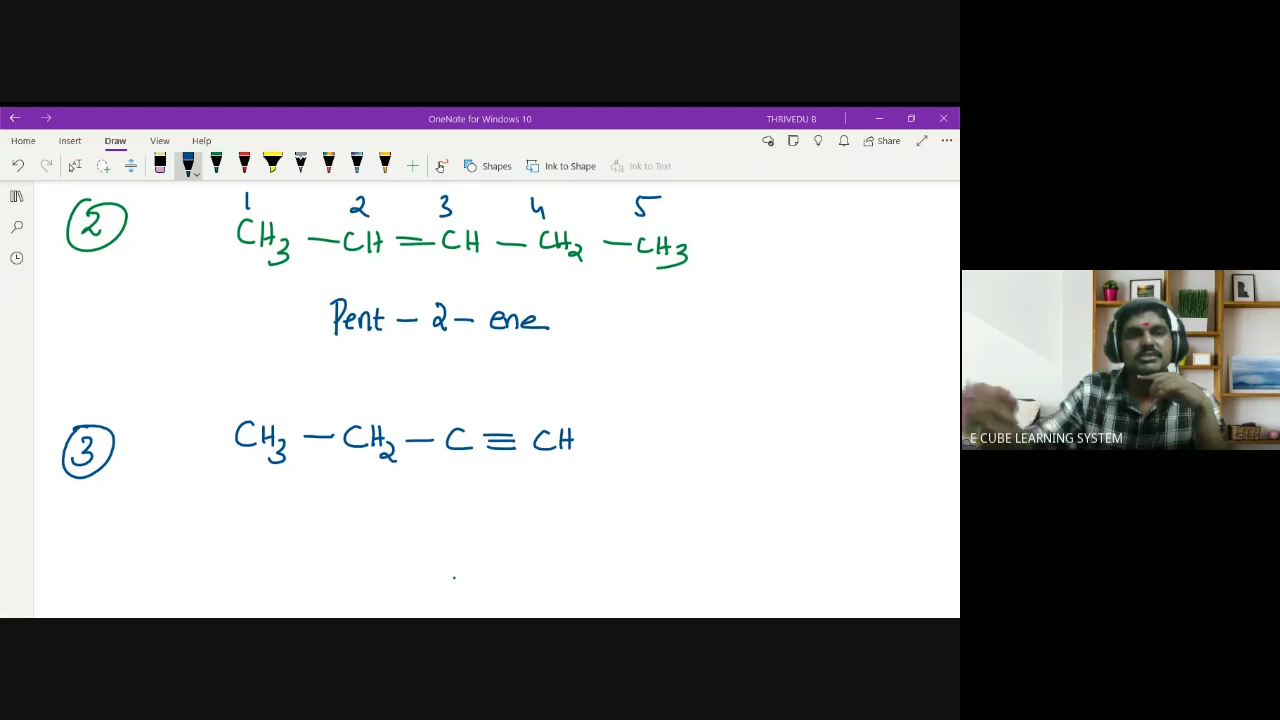 OneNote for Windows 10
THRIVEDU B
Home Insert Draw View Help
Share
Shapes Ink to Shape Ink to Text
1 2 3 4 5
2 CH3 — CH = CH — CH2 — CH3
Pent – 2 – ene
3 CH3 — CH2 — C ≡ CH
E CUBE LEARNING SYSTEM